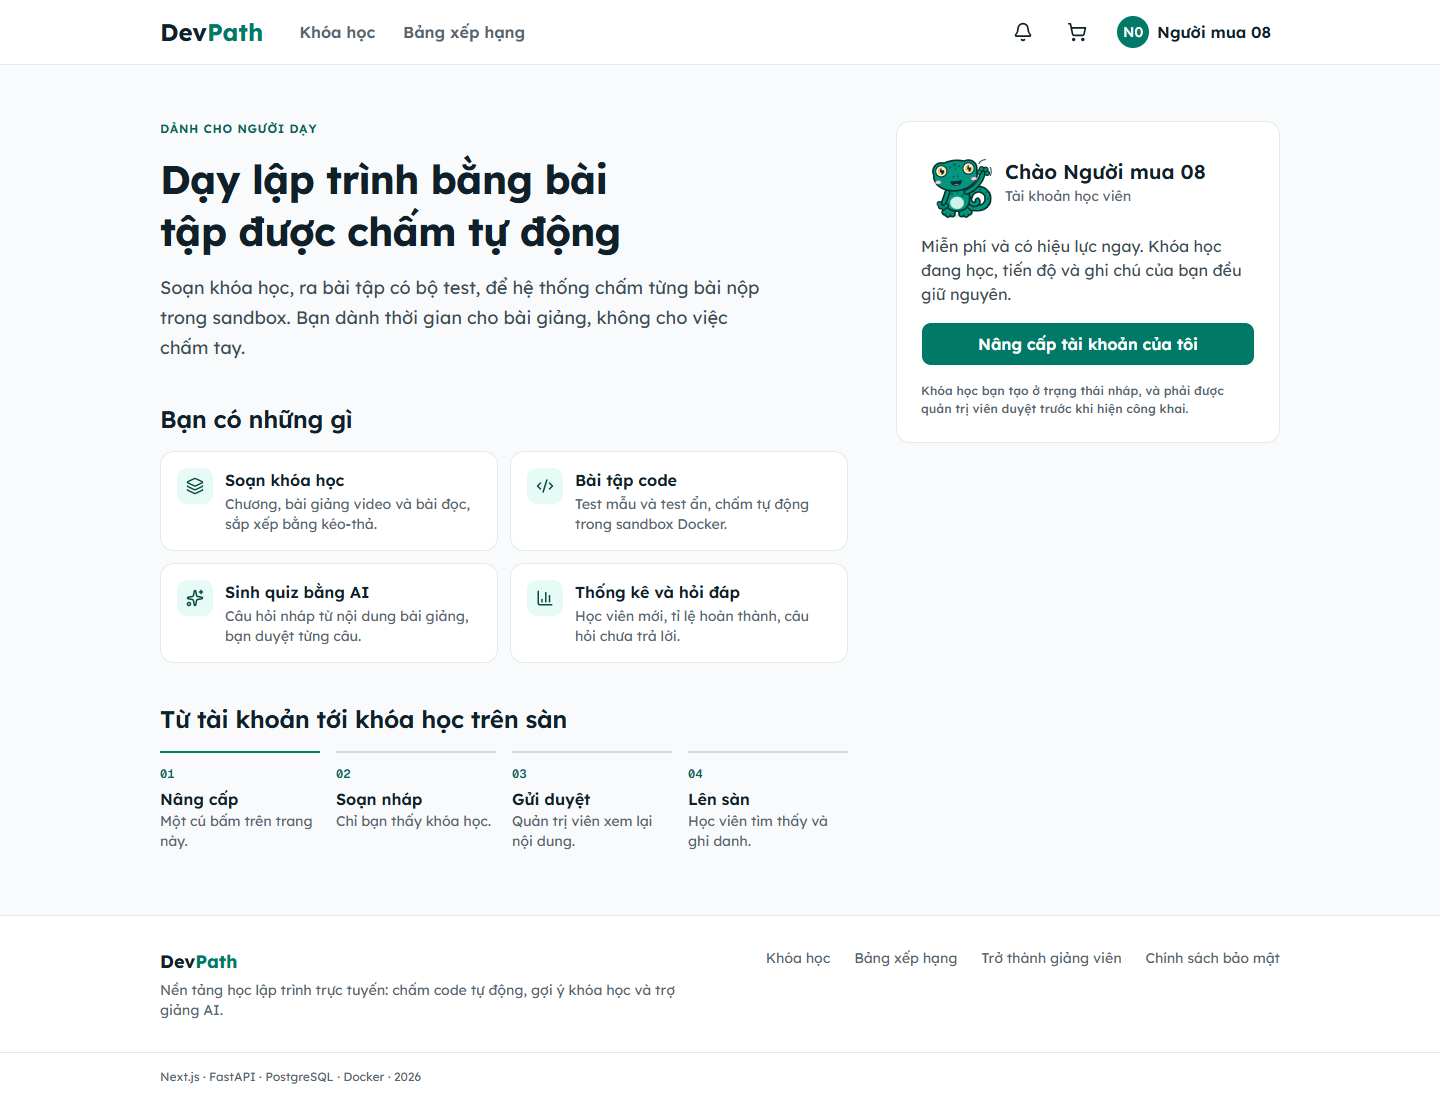 DevPath
Khóa học
Bảng xếp hạng
N0
Người mua 08
DÀNH CHO NGƯỜI DẠY
Dạy lập trình bằng bài
tập được chấm tự động
Soạn khóa học, ra bài tập có bộ test, để hệ thống chấm từng bài nộp
trong sandbox. Bạn dành thời gian cho bài giảng, không cho việc
chấm tay.
Chào Người mua 08
Tài khoản học viên
Miễn phí và có hiệu lực ngay. Khóa học
đang học, tiến độ và ghi chú của bạn đều
giữ nguyên.
Nâng cấp tài khoản của tôi
Khóa học bạn tạo ở trạng thái nháp, và phải được
quản trị viên duyệt trước khi hiện công khai.
Bạn có những gì
Soạn khóa học
Chương, bài giảng video và bài đọc,
sắp xếp bằng kéo-thả.
Bài tập code
Test mẫu và test ẩn, chấm tự động
trong sandbox Docker.
Sinh quiz bằng AI
Câu hỏi nháp từ nội dung bài giảng,
bạn duyệt từng câu.
Thống kê và hỏi đáp
Học viên mới, tỉ lệ hoàn thành, câu
hỏi chưa trả lời.
Từ tài khoản tới khóa học trên sàn
01
Nâng cấp
Một cú bấm trên trang
này.
02
Soạn nháp
Chỉ bạn thấy khóa học.
03
Gửi duyệt
Quản trị viên xem lại
nội dung.
04
Lên sàn
Học viên tìm thấy và
ghi danh.
DevPath
Nền tảng học lập trình trực tuyến: chấm code tự động, gợi ý khóa học và trợ
giảng AI.
Khóa học
Bảng xếp hạng
Trở thành giảng viên
Chính sách bảo mật
Next.js · FastAPI · PostgreSQL · Docker · 2026